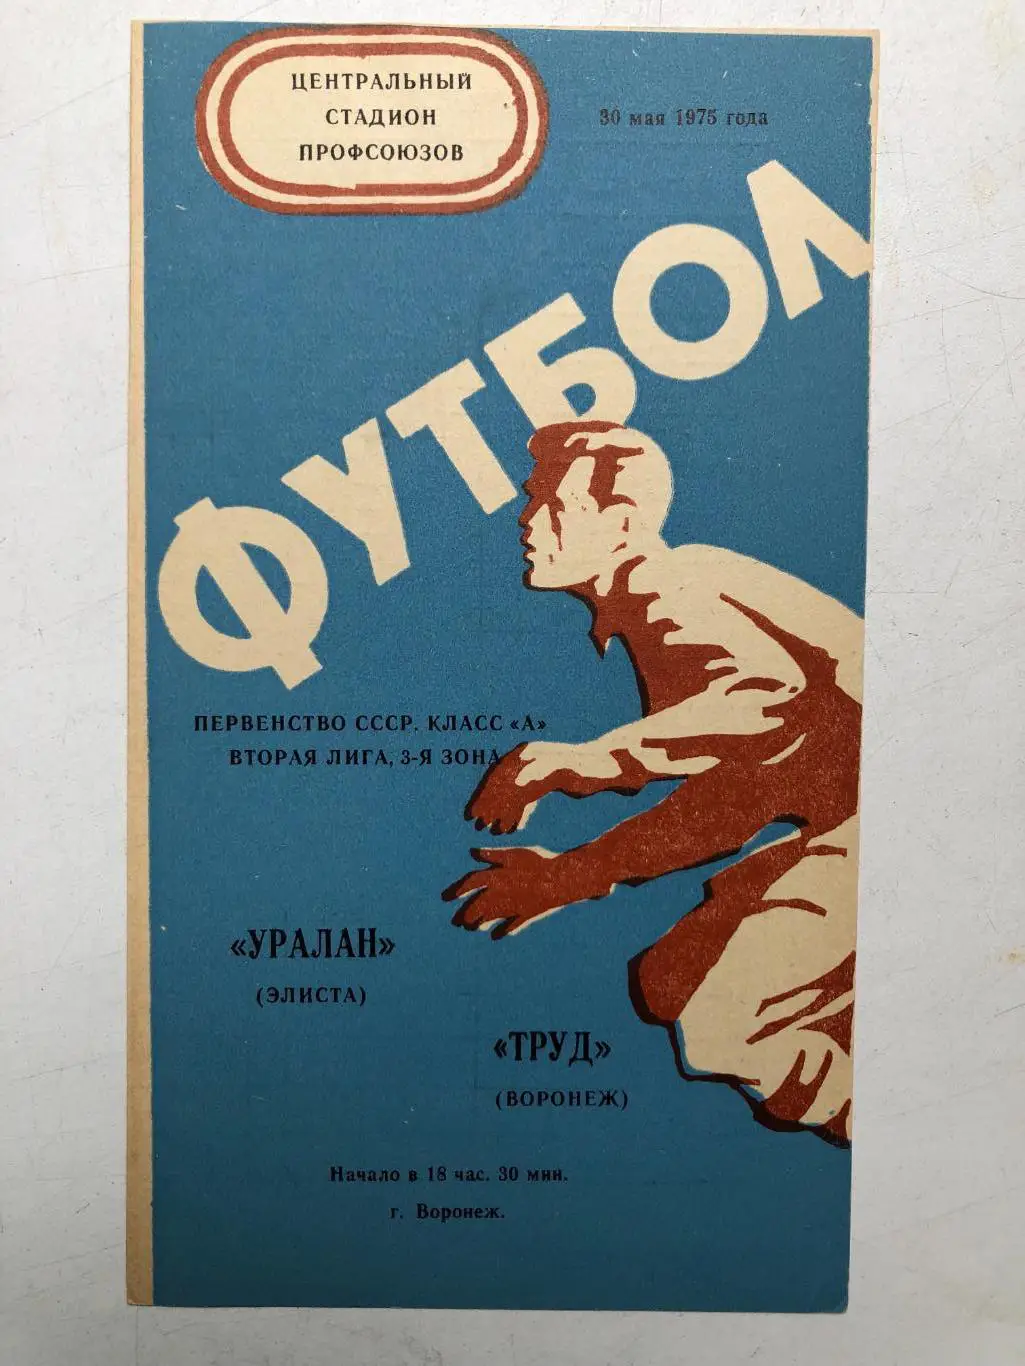 ЦЕНТРАЛЬНЫЙ
СТАДИОН
ПРОФСОЮЗОВ
30 мая 1975 года
ФУТБОЛ
ПЕРВЕНСТВО СССР. КЛАСС «А»
ВТОРАЯ ЛИГА, 3-Я ЗОНА
«УРАЛАН»
(ЭЛИСТА)
«ТРУД»
(ВОРОНЕЖ)
Начало в 18 час. 30 мин.
г. Воронеж.